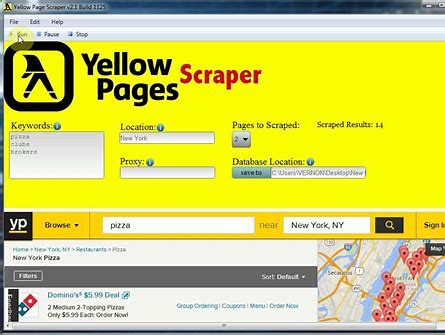 Yellow Page Scraper v2.1 Build 1125
File Edit Help
Run Pause Stop
Yellow Pages Scraper
Keywords: Location: Pages to Scraped: Scraped Results: 14
pizza
clubs
brokers
New York
2
Proxy: Database Location:
save to C:\Users\VERNON\Desktop\New
yp Browse pizza near New York, NY Sign I
Home > New York, NY > Restaurants > Pizza
New York Pizza
Filters
Sort: Default
Map
Secaucus
Domino's® $5.99 Deal
2 Medium 2-Topping Pizzas
Only $5.99 Each: Order Now!
Group Ordering | Coupons | Menu | Order Now